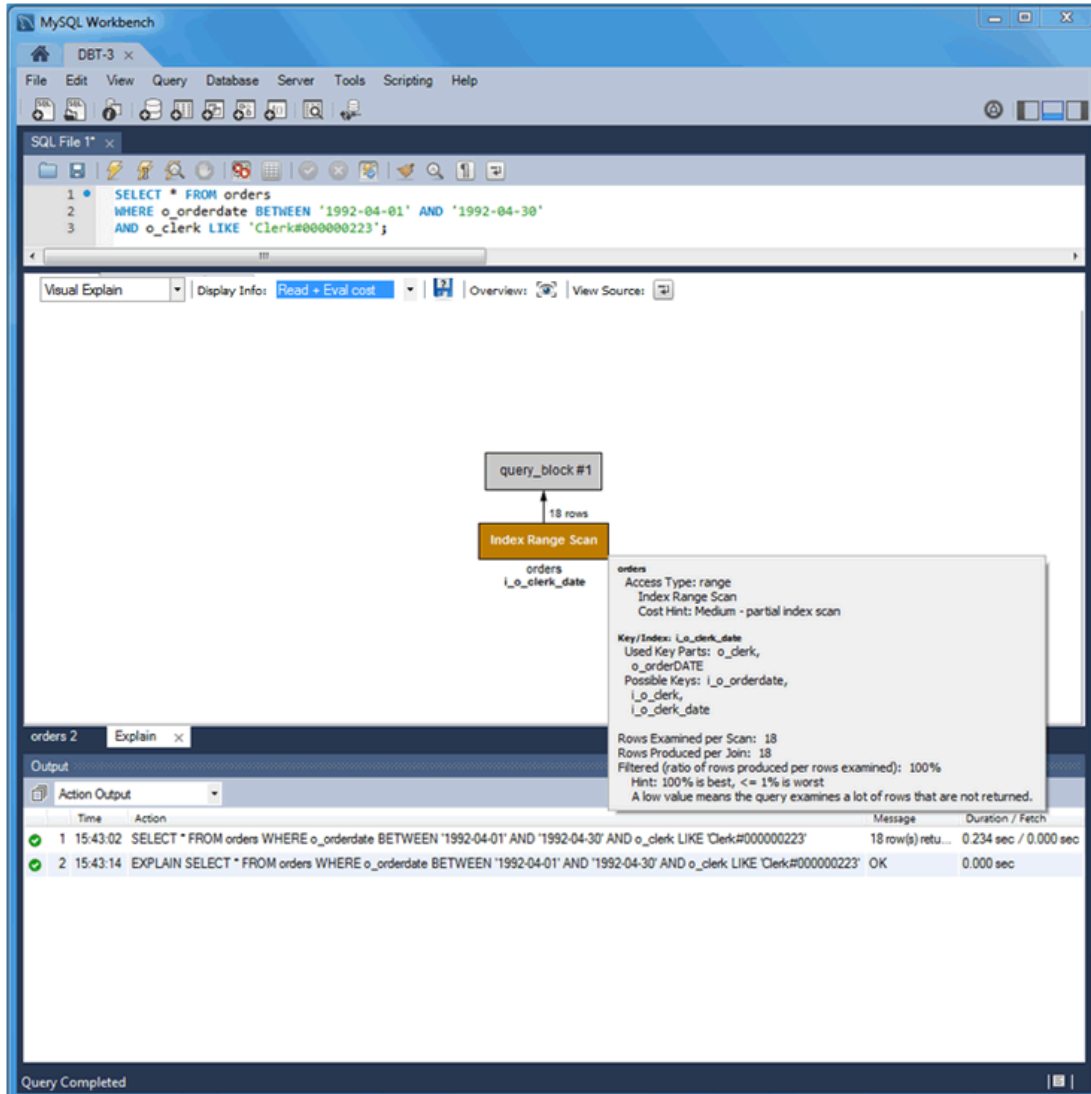 MySQL Workbench
DBT-3
File Edit View Query Database Server Tools Scripting Help
SQL File 1*
1 SELECT * FROM orders
2 WHERE o_orderdate BETWEEN '1992-04-01' AND '1992-04-30'
3 AND o_clerk LIKE 'Clerk#000000223';
Visual Explain Display Info: Read + Eval cost Overview: View Source:
query_block #1
18 rows
Index Range Scan
orders
i_o_clerk_date
orders
Access Type: range
Index Range Scan
Cost Hint: Medium - partial index scan
Key/Index: i_o_clerk_date
Used Key Parts: o_clerk,
o_orderDATE
Possible Keys: i_o_orderdate,
i_o_clerk,
i_o_clerk_date
Rows Examined per Scan: 18
Rows Produced per Join: 18
Filtered (ratio of rows produced per rows examined): 100%
Hint: 100% is best, <= 1% is worst
A low value means the query examines a lot of rows that are not returned.
orders 2 Explain
Output
Action Output
Time Action Message Duration / Fetch
1 15:43:02 SELECT * FROM orders WHERE o_orderdate BETWEEN '1992-04-01' AND '1992-04-30' AND o_clerk LIKE 'Clerk#000000223' 18 row(s) retu... 0.234 sec / 0.000 sec
2 15:43:14 EXPLAIN SELECT * FROM orders WHERE o_orderdate BETWEEN '1992-04-01' AND '1992-04-30' AND o_clerk LIKE 'Clerk#000000223' OK 0.000 sec
Query Completed